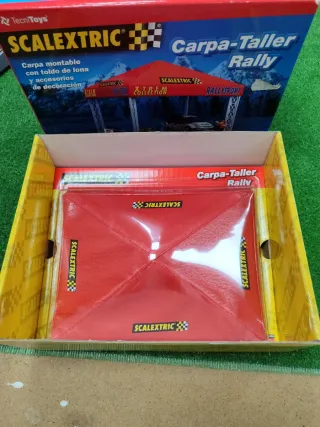 TecniToys
SCALEXTRIC
Carpa montable
con toldo de lona
y accesorios
de decoración
Carpa-Taller
Rally
SCALEXTRIC
SCALEXTRIC
Carpa-Taller
Rally
SCALEXTRIC
SCALEXTRIC
SCALEXTRIC
SCALEXTRIC